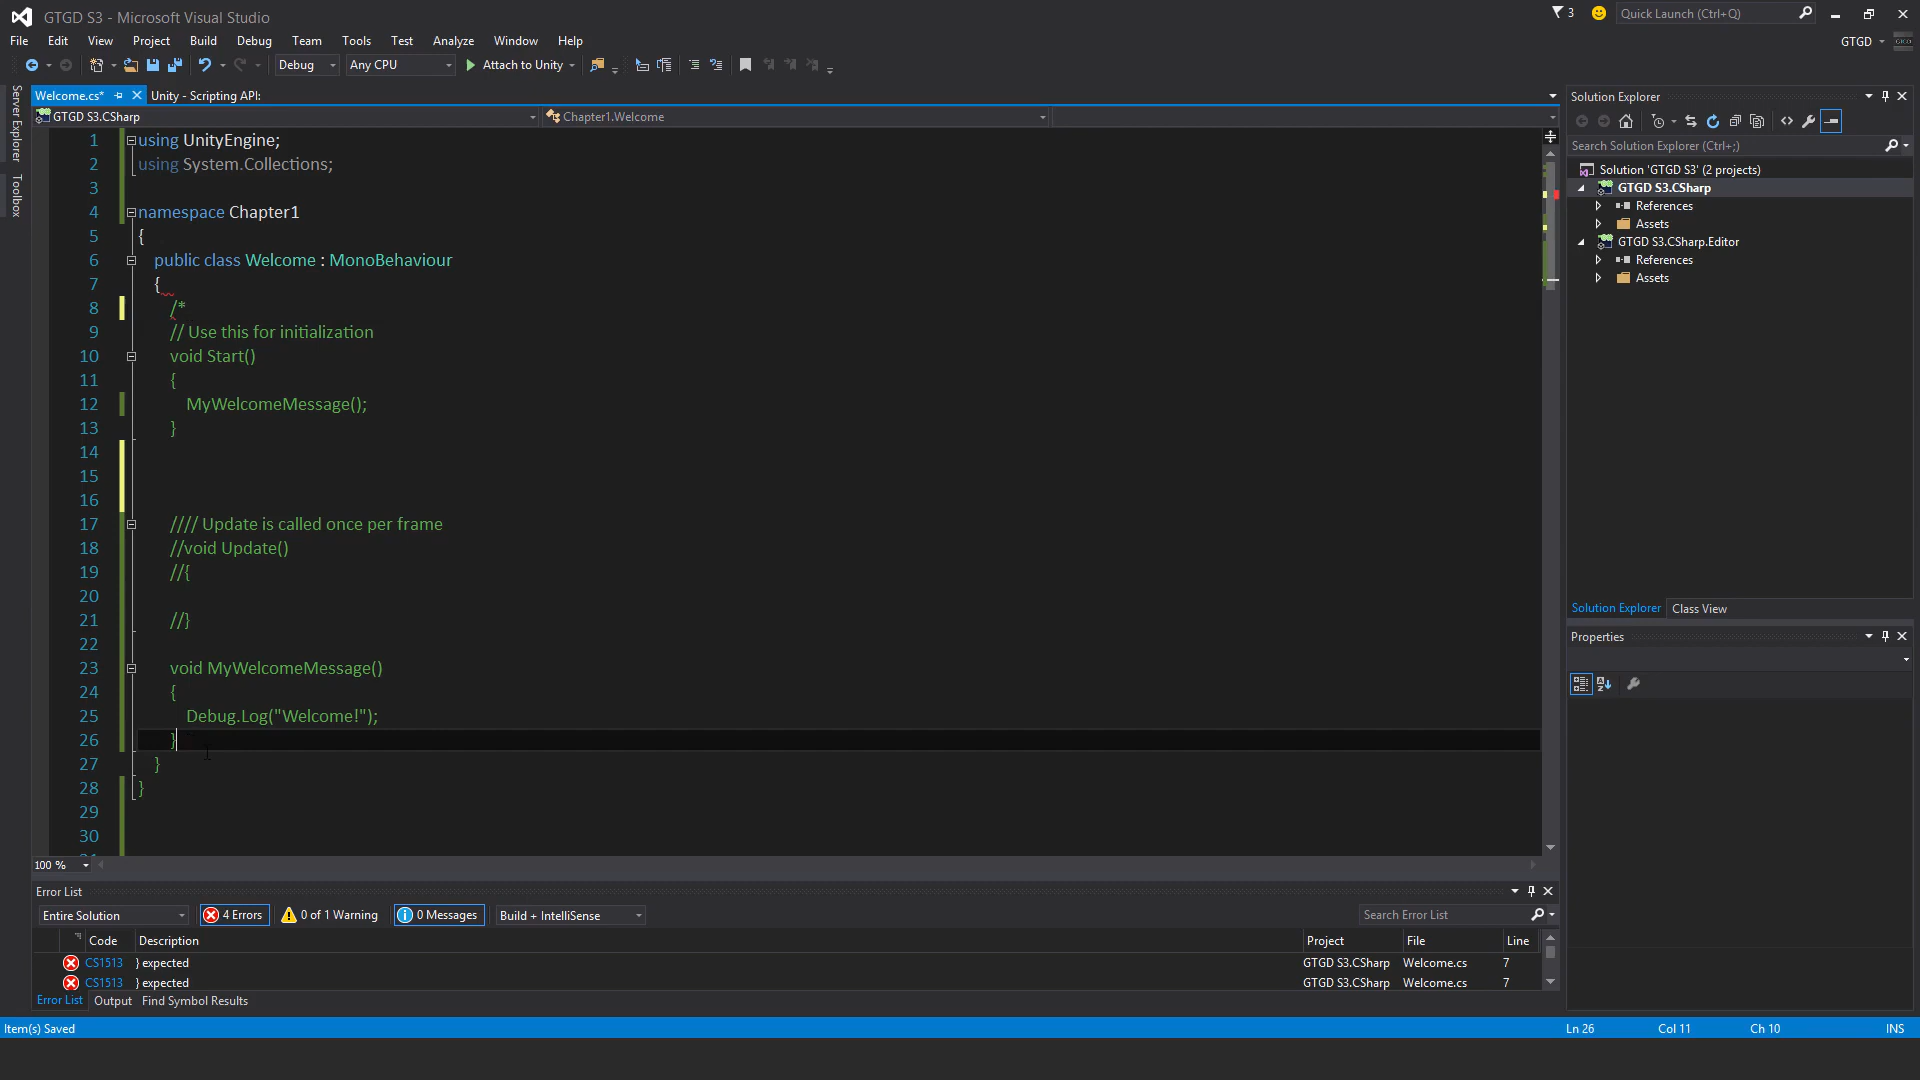 GTGD S3 - Microsoft Visual Studio
3
Quick Launch (Ctrl+Q)
File Edit View Project Build Debug Team Tools Test Analyze Window Help
GTGD
Debug Any CPU Attach to Unity
Server Explorer
Toolbox
Welcome.cs* Unity - Scripting API:
GTGD S3.CSharp Chapter1.Welcome
1 using UnityEngine;
2 using System.Collections;
3
4 namespace Chapter1
5 {
6 public class Welcome : MonoBehaviour
7 {
8 /*
9 // Use this for initialization
10 void Start()
11 {
12 MyWelcomeMessage();
13 }
14
15
16
17 //// Update is called once per frame
18 //void Update()
19 //{
20
21 //}
22
23 void MyWelcomeMessage()
24 {
25 Debug.Log("Welcome!");
26 }
27 }
28 }
29
30
100 %
Solution Explorer
Search Solution Explorer (Ctrl+;)
Solution 'GTGD S3' (2 projects)
GTGD S3.CSharp
References
Assets
GTGD S3.CSharp.Editor
References
Assets
Solution Explorer Class View
Properties
Error List
Entire Solution 4 Errors 0 of 1 Warning 0 Messages Build + IntelliSense Search Error List
Code Description Project File Line
CS1513 } expected GTGD S3.CSharp Welcome.cs 7
CS1513 } expected GTGD S3.CSharp Welcome.cs 7
Error List Output Find Symbol Results
Item(s) Saved Ln 26 Col 11 Ch 10 INS